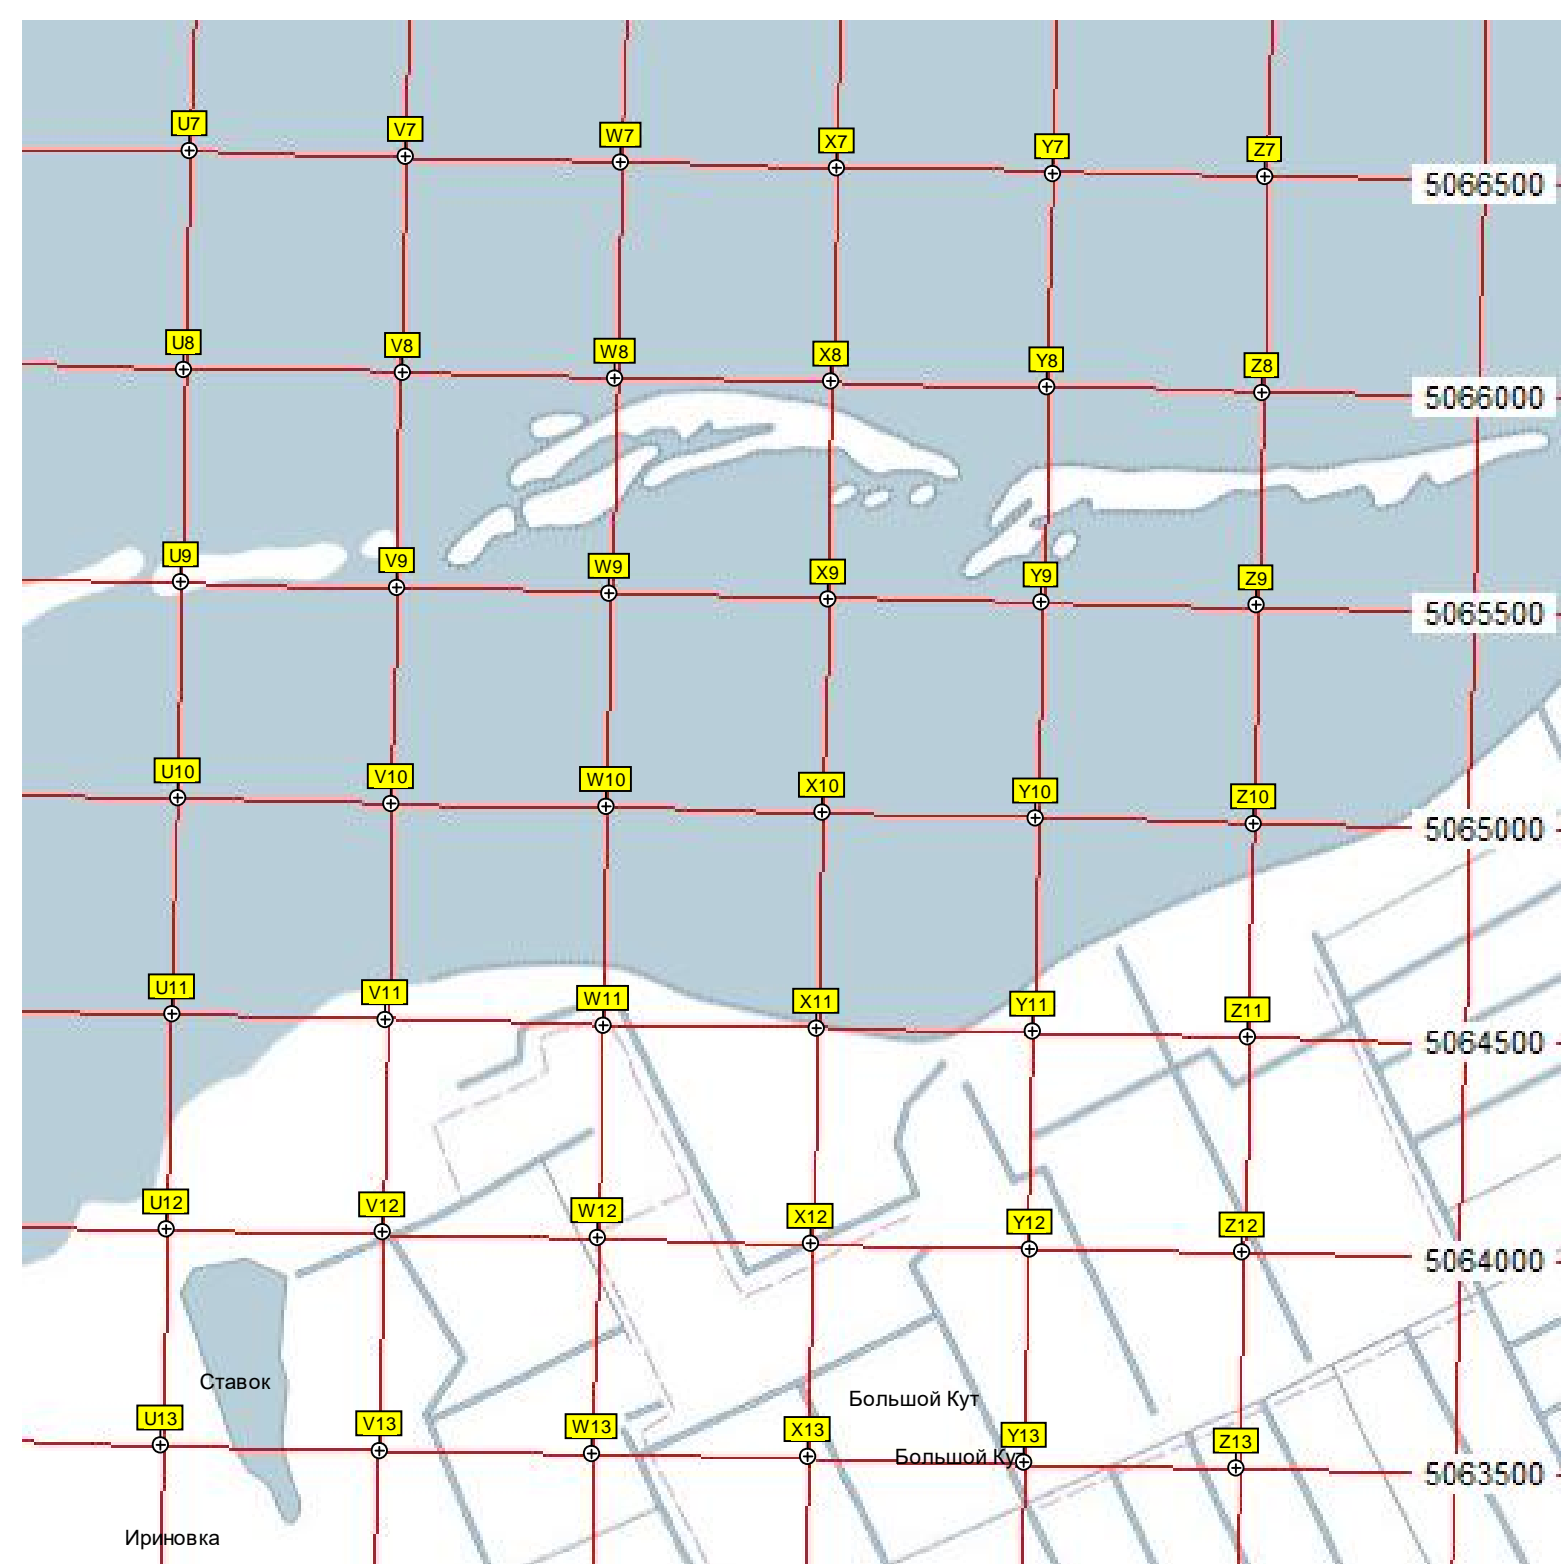 U7 V7 W7 X7 Y7 Z7
5066500
U8 V8 W8 X8 Y8 Z8
5066000
U9 V9 W9 X9 Y9 Z9
5065500
U10 V10 W10 X10 Y10 Z10
5065000
U11 V11 W11 X11 Y11 Z11
5064500
U12 V12 W12 X12 Y12 Z12
5064000
Ставок
Большой Кут
U13 V13 W13 X13 Y13 Z13
Большой Кут
5063500
Ириновка